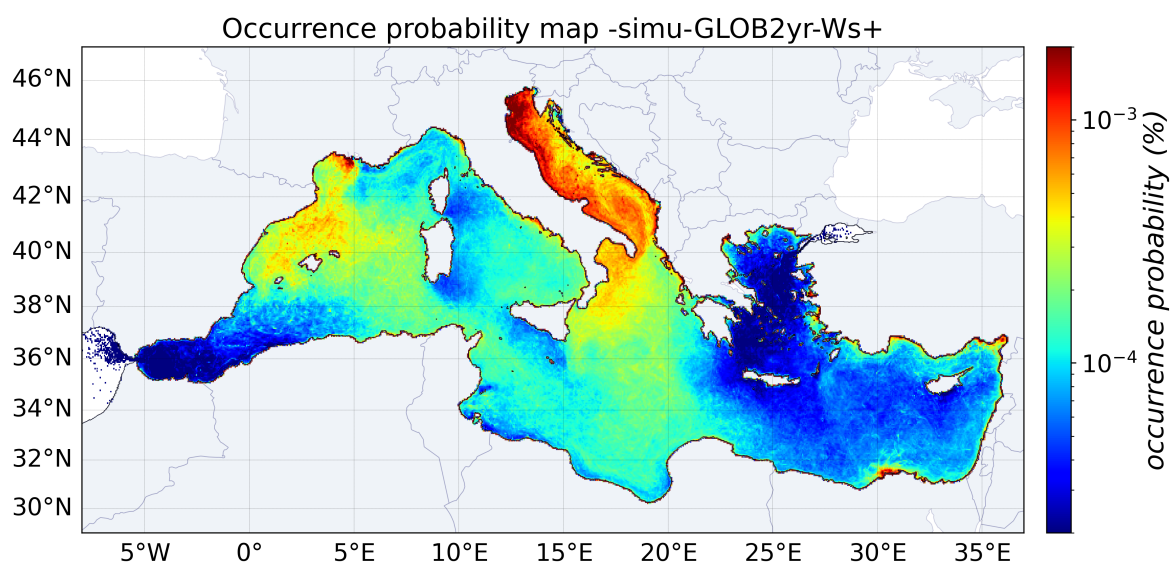 Occurrence probability map -simu-GLOB2yr-Ws+
46°N
44°N
42°N
40°N
38°N
36°N
34°N
32°N
30°N
5°W 0° 5°E 10°E 15°E 20°E 25°E 30°E 35°E
10⁻³
10⁻⁴
occurrence probability (%)